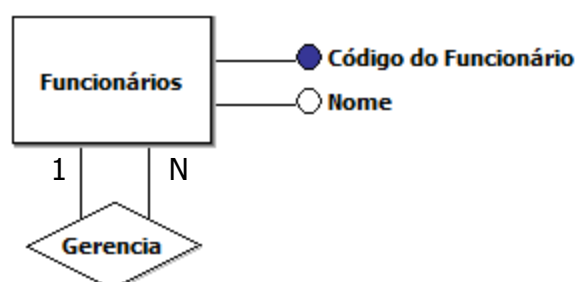 Funcionários
Código do Funcionário
Nome
1 N
Gerencia